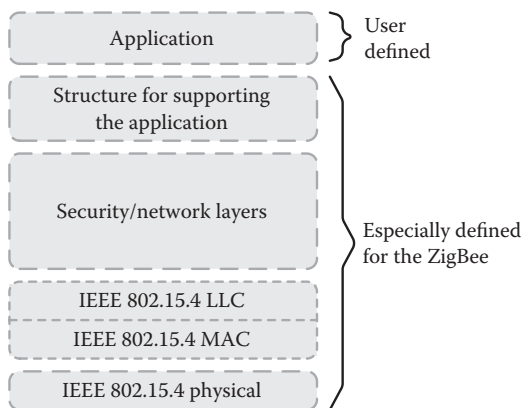 Application
User
defined
Structure for supporting
the application
Security/network layers
Especially defined
for the ZigBee
IEEE 802.15.4 LLC
IEEE 802.15.4 MAC
IEEE 802.15.4 physical